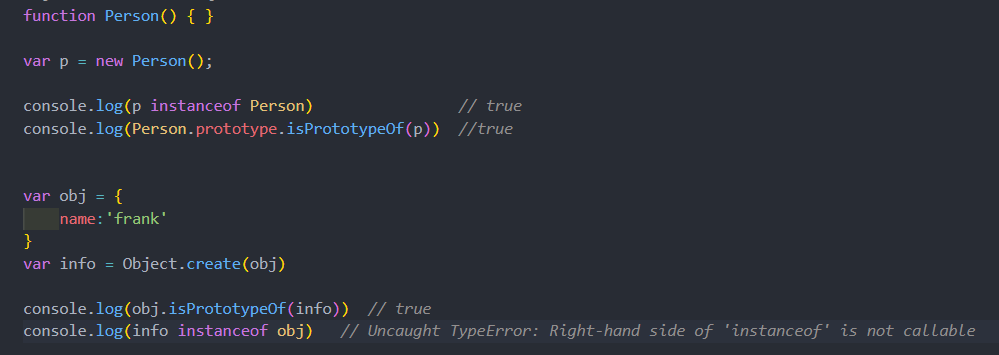 function Person() { }
var p = new Person();
console.log(p instanceof Person)                // true
console.log(Person.prototype.isPrototypeOf(p))  //true
var obj = {
    name:'frank'
}
var info = Object.create(obj)
console.log(obj.isPrototypeOf(info))  // true
console.log(info instanceof obj)   // Uncaught TypeError: Right-hand side of 'instanceof' is not callable